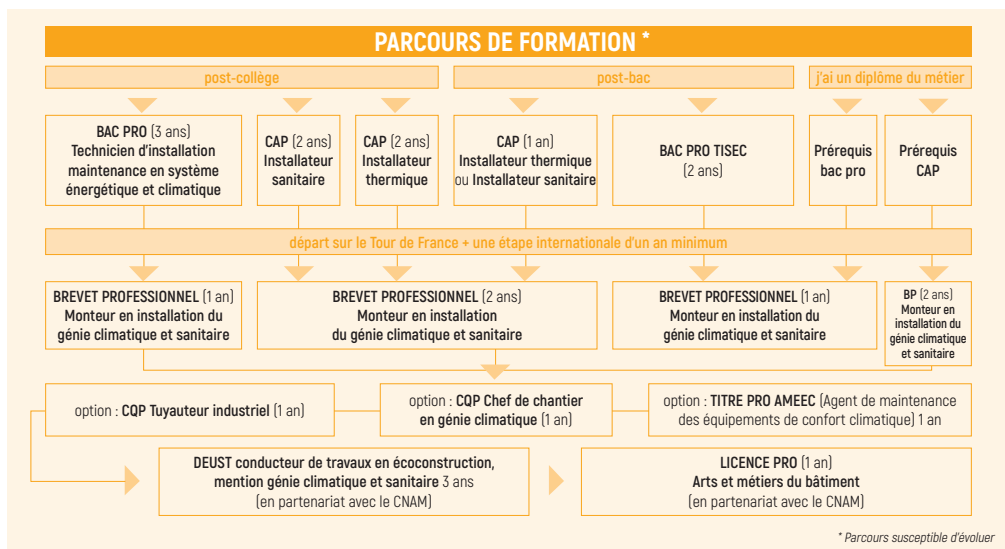 PARCOURS DE FORMATION *
post-collège
post-bac
j'ai un diplôme du métier
BAC PRO (3 ans)
Technicien d'installation
maintenance en système
énergétique et climatique
CAP (2 ans)
Installateur
sanitaire
CAP (2 ans)
Installateur
thermique
CAP (1 an)
Installateur thermique
ou Installateur sanitaire
BAC PRO TISEC
(2 ans)
Prérequis
bac pro
Prérequis
CAP
départ sur le Tour de France + une étape internationale d'un an minimum
BREVET PROFESSIONNEL (1 an)
Monteur en installation du
génie climatique et sanitaire
BREVET PROFESSIONNEL (2 ans)
Monteur en installation
du génie climatique et sanitaire
BREVET PROFESSIONNEL (1 an)
Monteur en installation du
génie climatique et sanitaire
BP (2 ans)
Monteur en
installation du
génie climatique
et sanitaire
option : CQP Tuyauteur industriel (1 an)
option : CQP Chef de chantier
en génie climatique (1 an)
option : TITRE PRO AMEEC (Agent de maintenance
des équipements de confort climatique) 1 an
DEUST conducteur de travaux en écoconstruction,
mention génie climatique et sanitaire 3 ans
(en partenariat avec le CNAM)
LICENCE PRO (1 an)
Arts et métiers du bâtiment
(en partenariat avec le CNAM)
* Parcours susceptible d'évoluer